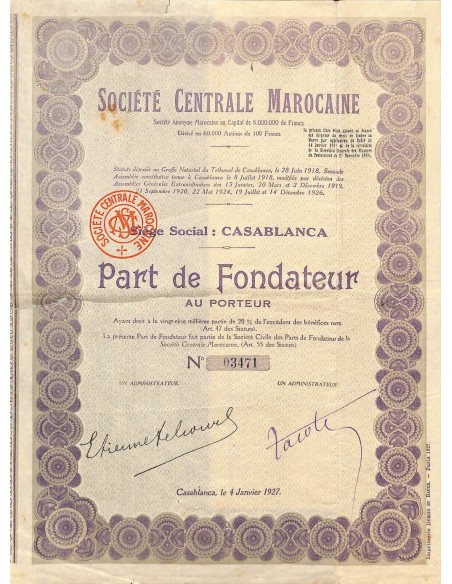 SOCIÉTÉ CENTRALE MAROCAINE
Société Anonyme Marocaine au Capital de 6.000.000 de Francs
Divisé en 60.000 Actions de 100 Francs
Statuts déposés au Greffe Notarial du Tribunal de Casablanca, le 28 Juin 1918. Seconde
Assemblée constitutive tenue à Casablanca le 8 Juillet 1918, modifiés par décision des
Assemblées Générales Extraordinaires des 15 Janvier, 20 Mars et 2 Décembre 1919,
11 Septembre 1920, 22 Mai 1924, 19 Juillet et 14 Décembre 1926.
SOCIÉTÉ CENTRALE MAROCAINE
Siège Social : CASABLANCA
Part de Fondateur
AU PORTEUR
Ayant droit à la vingt-cinq millième partie de 20 % de l'excédent des bénéfices nets.
(Art. 47 des Statuts).
La présente Part de Fondateur fait partie de la Société Civile des Parts de Fondateur de la
Société Centrale Marocaine. (Art. 55 des Statuts)
N° 03471
UN ADMINISTRATEUR.
UN ADMINISTRATEUR.
Casablanca, le 4 Janvier 1927.